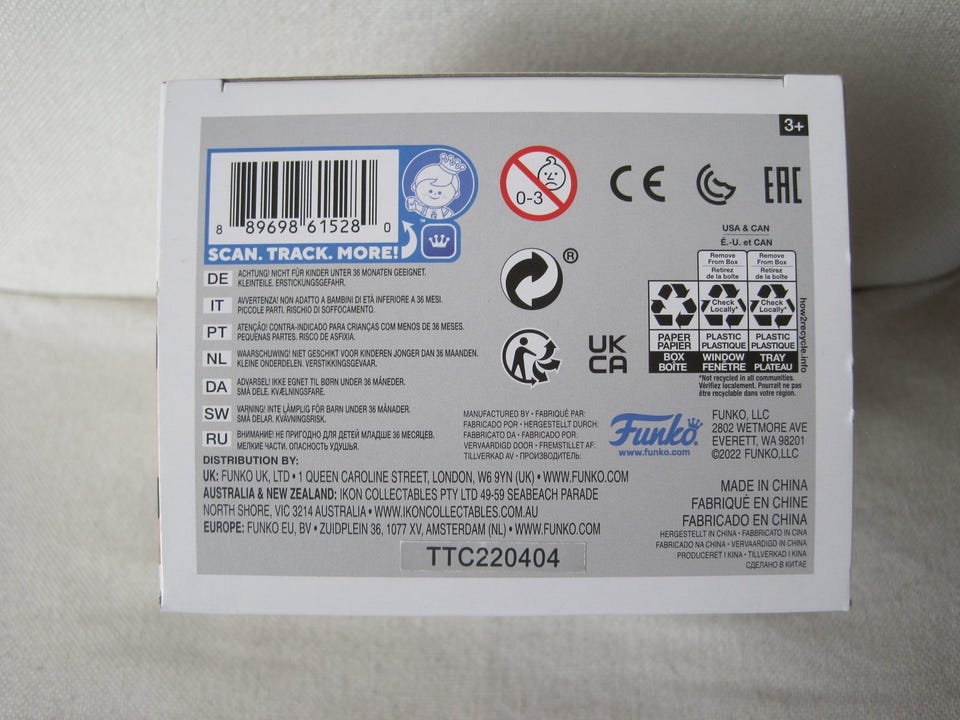 3+
8 89698 61528 0
SCAN. TRACK. MORE!
™
0-3
CE
EAC
®
UK
CA
USA & CAN
É.-U. et CAN
Remove From Box
Retirez de la boîte
Remove From Box
Retirez de la boîte
Check Locally*
Check Locally*
PAPER PAPIER
PLASTIC PLASTIQUE
PLASTIC PLASTIQUE
BOX BOÎTE
WINDOW FENÊTRE
TRAY PLATEAU
how2recycle.info
*Not recycled in all communities.
Vérifiez localement. Pourrait ne pas
être recyclable dans votre région.
DE ACHTUNG! NICHT FÜR KINDER UNTER 36 MONATEN GEEIGNET.
KLEINTEILE. ERSTICKUNGSGEFAHR.
IT AVVERTENZA! NON ADATTO A BAMBINI DI ETÀ INFERIORE A 36 MESI.
PICCOLE PARTI. RISCHIO DI SOFFOCAMENTO.
PT ATENÇÃO! CONTRA-INDICADO PARA CRIANÇAS COM MENOS DE 36 MESES.
PEQUENAS PARTES. RISCO DE ASFIXIA.
NL WAARSCHUWING! NIET GESCHIKT VOOR KINDEREN JONGER DAN 36 MAANDEN.
KLEINE ONDERDELEN. VERSTIKKINGSGEVAAR.
DA ADVARSEL! IKKE EGNET TIL BØRN UNDER 36 MÅNEDER.
SMÅ DELE. KVÆLNINGSFARE.
SW VARNING! INTE LÄMPLIG FÖR BARN UNDER 36 MÅNADER.
SMÅ DELAR. KVÄVNINGSRISK.
RU ВНИМАНИЕ! НЕ ПРИГОДНО ДЛЯ ДЕТЕЙ МЛАДШЕ 36 МЕСЯЦЕВ.
МЕЛКИЕ ЧАСТИ. ОПАСНОСТЬ УДУШЬЯ.
MANUFACTURED BY • FABRIQUÉ PAR:
FABRICADO POR • HERGESTELLT DURCH:
FABBRICATO DA • FABRICADO POR:
VERVAARDIGD DOOR • FREMSTILLET AF:
TILLVERKAD AV • ПРОИЗВОДИТЕЛЬ:
Funko®
www.funko.com
FUNKO, LLC
2802 WETMORE AVE
EVERETT, WA 98201
©2022 FUNKO,LLC
DISTRIBUTION BY:
UK: FUNKO UK, LTD • 1 QUEEN CAROLINE STREET, LONDON, W6 9YN (UK) • WWW.FUNKO.COM
AUSTRALIA & NEW ZEALAND: IKON COLLECTABLES PTY LTD 49-59 SEABEACH PARADE
NORTH SHORE, VIC 3214 AUSTRALIA • WWW.IKONCOLLECTABLES.COM.AU
EUROPE: FUNKO EU, BV • ZUIDPLEIN 36, 1077 XV, AMSTERDAM (NL) • WWW.FUNKO.COM
TTC220404
MADE IN CHINA
FABRIQUÉ EN CHINE
FABRICADO EN CHINA
HERGESTELLT IN CHINA • FABBRICATO IN CINA
FABRICADO NA CHINA • VERVAARDIGD IN CHINA
PRODUCERET I KINA • TILLVERKAD I KINA
СДЕЛАНО В КИТАЕ